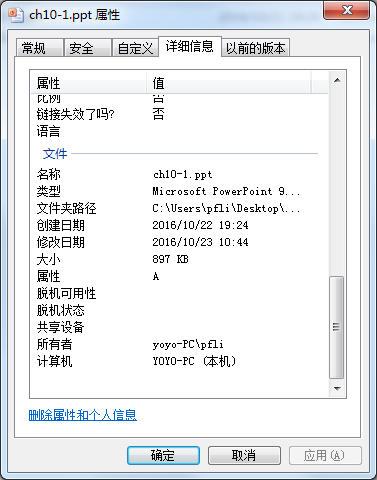 ch10-1.ppt 属性
常规 安全 自定义 详细信息 以前的版本
属性 值
比例 否
链接失效了吗? 否
语言
文件
名称 ch10-1.ppt
类型 Microsoft PowerPoint 9...
文件夹路径 C:\Users\pfli\Desktop\...
创建日期 2016/10/22 19:24
修改日期 2016/10/23 10:44
大小 897 KB
属性 A
脱机可用性
脱机状态
共享设备
所有者 yoyo-PC\pfli
计算机 YOYO-PC (本机)
删除属性和个人信息
确定 取消 应用(A)